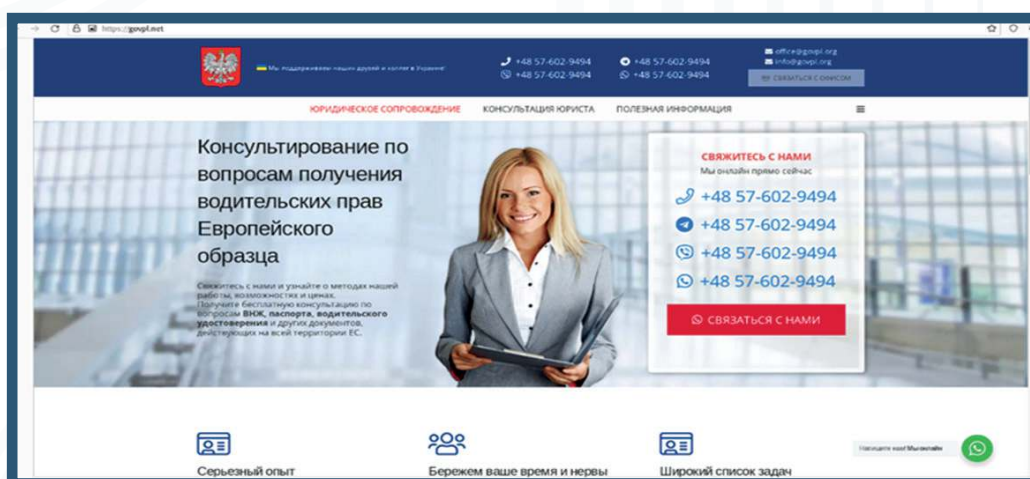 https://govpl.net
Мы поддерживаем наших друзей и коллег в Украине!
+48 57-602-9494
+48 57-602-9494
+48 57-602-9494
+48 57-602-9494
office@govpl.org
info@govpl.org
СВЯЗАТЬСЯ С ОФИСОМ
ЮРИДИЧЕСКОЕ СОПРОВОЖДЕНИЕ
КОНСУЛЬТАЦИЯ ЮРИСТА
ПОЛЕЗНАЯ ИНФОРМАЦИЯ
Консультирование по
вопросам получения
водительских прав
Европейского
образца
Свяжитесь с нами и узнайте о методах нашей
работы, возможностях и ценах.
Получите бесплатную консультацию по
вопросам ВНЖ, паспорта, водительского
удостоверения и других документов,
действующих на всей территории ЕС.
СВЯЖИТЕСЬ С НАМИ
Мы онлайн прямо сейчас
+48 57-602-9494
+48 57-602-9494
+48 57-602-9494
+48 57-602-9494
СВЯЗАТЬСЯ С НАМИ
Серьезный опыт
Бережем ваше время и нервы
Широкий список задач
Напишите нам! Мы онлайн